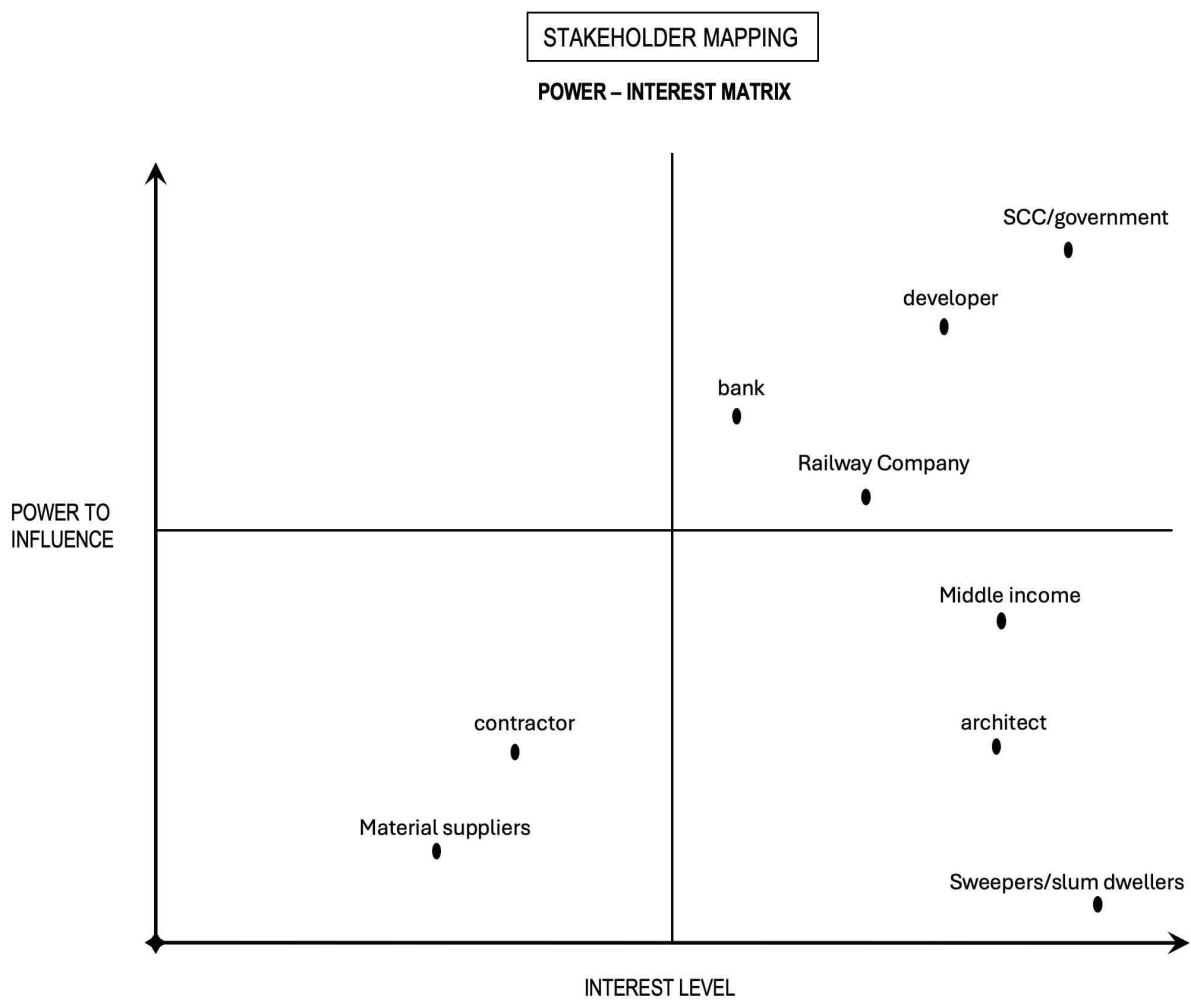 STAKEHOLDER MAPPING
POWER – INTEREST MATRIX
SCC/government
developer
bank
Railway Company
POWER TO
INFLUENCE
Middle income
contractor
architect
Material suppliers
Sweepers/slum dwellers
INTEREST LEVEL